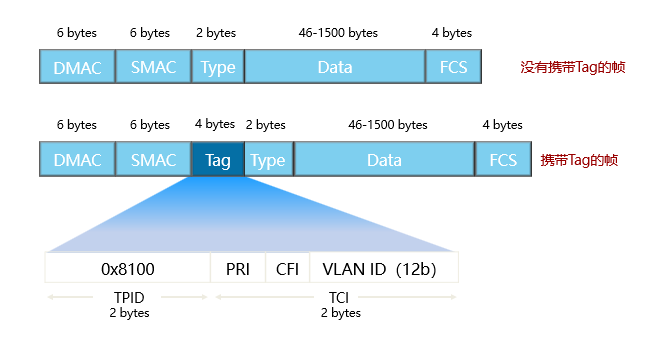 6 bytes 6 bytes 2 bytes 46-1500 bytes 4 bytes
DMAC SMAC Type Data FCS 没有携带Tag的帧
6 bytes 6 bytes 4 bytes 2 bytes 46-1500 bytes 4 bytes
DMAC SMAC Tag Type Data FCS 携带Tag的帧
0x8100 PRI CFI VLAN ID（12b）
TPID TCI
2 bytes 2 bytes